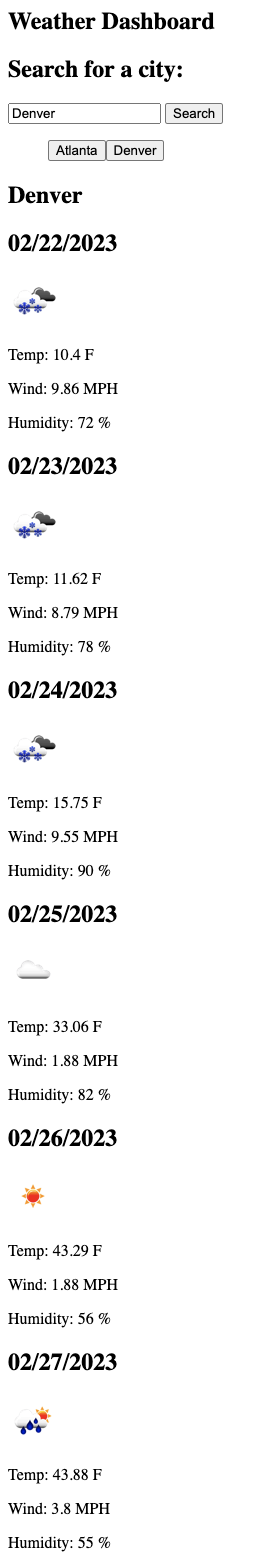 Weather Dashboard
Search for a city:
Denver Search
Atlanta Denver
Denver
02/22/2023
Temp: 10.4 F
Wind: 9.86 MPH
Humidity: 72 %
02/23/2023
Temp: 11.62 F
Wind: 8.79 MPH
Humidity: 78 %
02/24/2023
Temp: 15.75 F
Wind: 9.55 MPH
Humidity: 90 %
02/25/2023
Temp: 33.06 F
Wind: 1.88 MPH
Humidity: 82 %
02/26/2023
Temp: 43.29 F
Wind: 1.88 MPH
Humidity: 56 %
02/27/2023
Temp: 43.88 F
Wind: 3.8 MPH
Humidity: 55 %